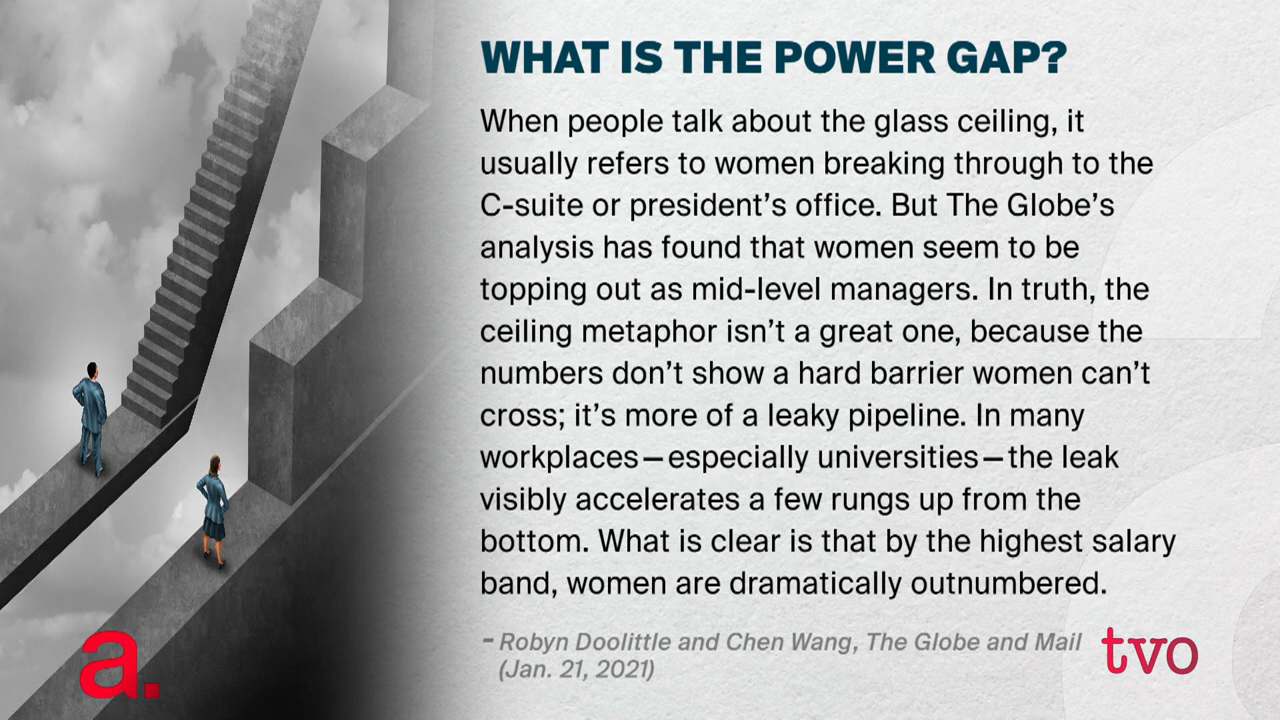 WHAT IS THE POWER GAP?
When people talk about the glass ceiling, it
usually refers to women breaking through to the
C-suite or president’s office. But The Globe’s
analysis has found that women seem to be
topping out as mid-level managers. In truth, the
ceiling metaphor isn’t a great one, because the
numbers don’t show a hard barrier women can’t
cross; it’s more of a leaky pipeline. In many
workplaces—especially universities—the leak
visibly accelerates a few rungs up from the
bottom. What is clear is that by the highest salary
band, women are dramatically outnumbered.
- Robyn Doolittle and Chen Wang, The Globe and Mail
(Jan. 21, 2021)
a.
tvo